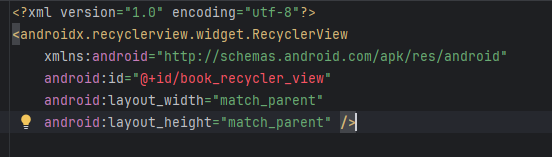 <?xml version="1.0" encoding="utf-8"?>
<androidx.recyclerview.widget.RecyclerView
xmlns:android="http://schemas.android.com/apk/res/android"
android:id="@+id/book_recycler_view"
android:layout_width="match_parent"
android:layout_height="match_parent" />